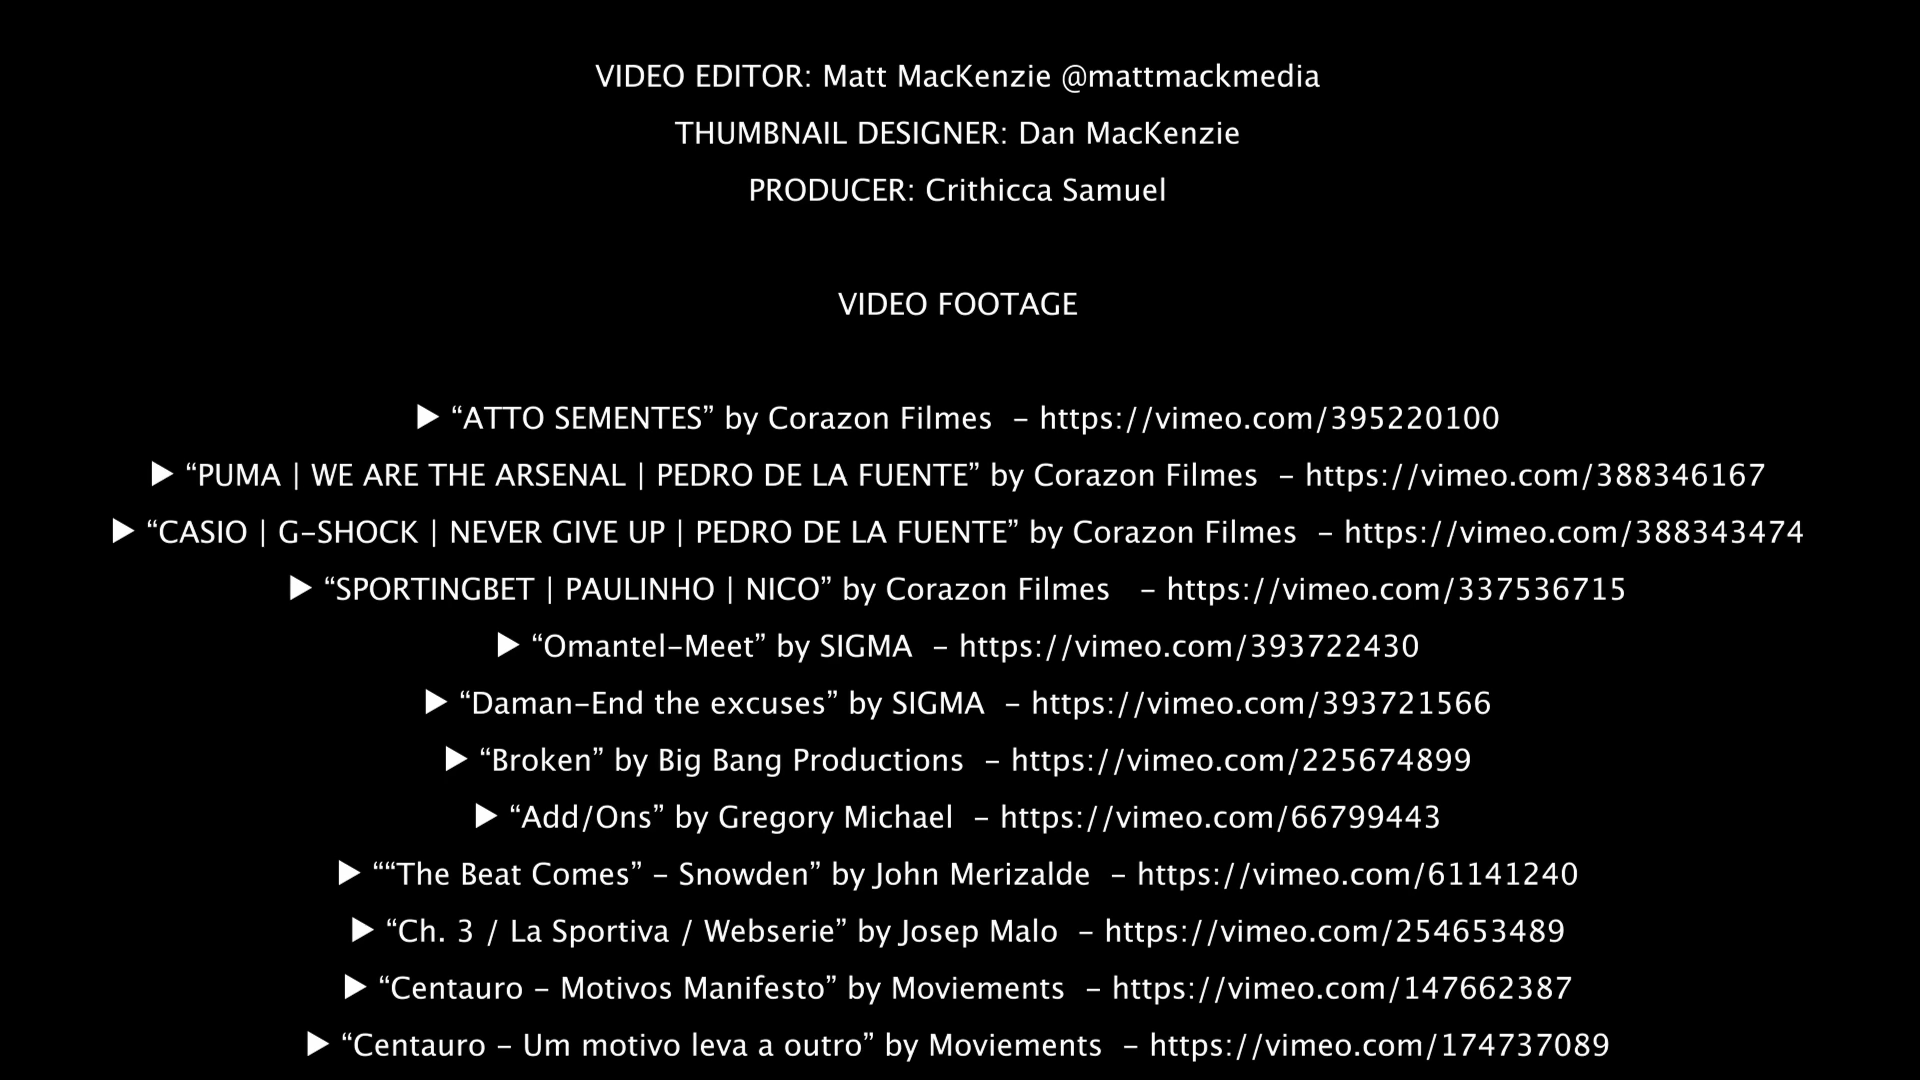 VIDEO EDITOR: Matt MacKenzie @mattmackmedia
THUMBNAIL DESIGNER: Dan MacKenzie
PRODUCER: Crithicca Samuel
VIDEO FOOTAGE
▶ “ATTO SEMENTES” by Corazon Filmes – https://vimeo.com/395220100
▶ “PUMA | WE ARE THE ARSENAL | PEDRO DE LA FUENTE” by Corazon Filmes – https://vimeo.com/388346167
▶ “CASIO | G-SHOCK | NEVER GIVE UP | PEDRO DE LA FUENTE” by Corazon Filmes – https://vimeo.com/388343474
▶ “SPORTINGBET | PAULINHO | NICO” by Corazon Filmes – https://vimeo.com/337536715
▶ “Omantel-Meet” by SIGMA – https://vimeo.com/393722430
▶ “Daman-End the excuses” by SIGMA – https://vimeo.com/393721566
▶ “Broken” by Big Bang Productions – https://vimeo.com/225674899
▶ “Add/Ons” by Gregory Michael – https://vimeo.com/66799443
▶ ““The Beat Comes” – Snowden” by John Merizalde – https://vimeo.com/61141240
▶ “Ch. 3 / La Sportiva / Webserie” by Josep Malo – https://vimeo.com/254653489
▶ “Centauro – Motivos Manifesto” by Moviements – https://vimeo.com/147662387
▶ “Centauro – Um motivo leva a outro” by Moviements – https://vimeo.com/174737089